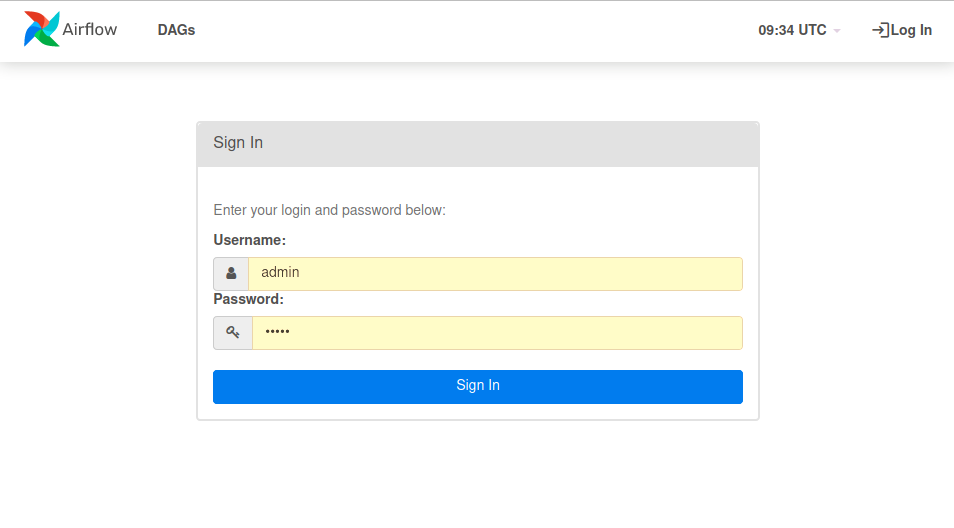 Airflow DAGs 09:34 UTC Log In
Sign In
Enter your login and password below:
Username:
admin
Password:
•••••
Sign In